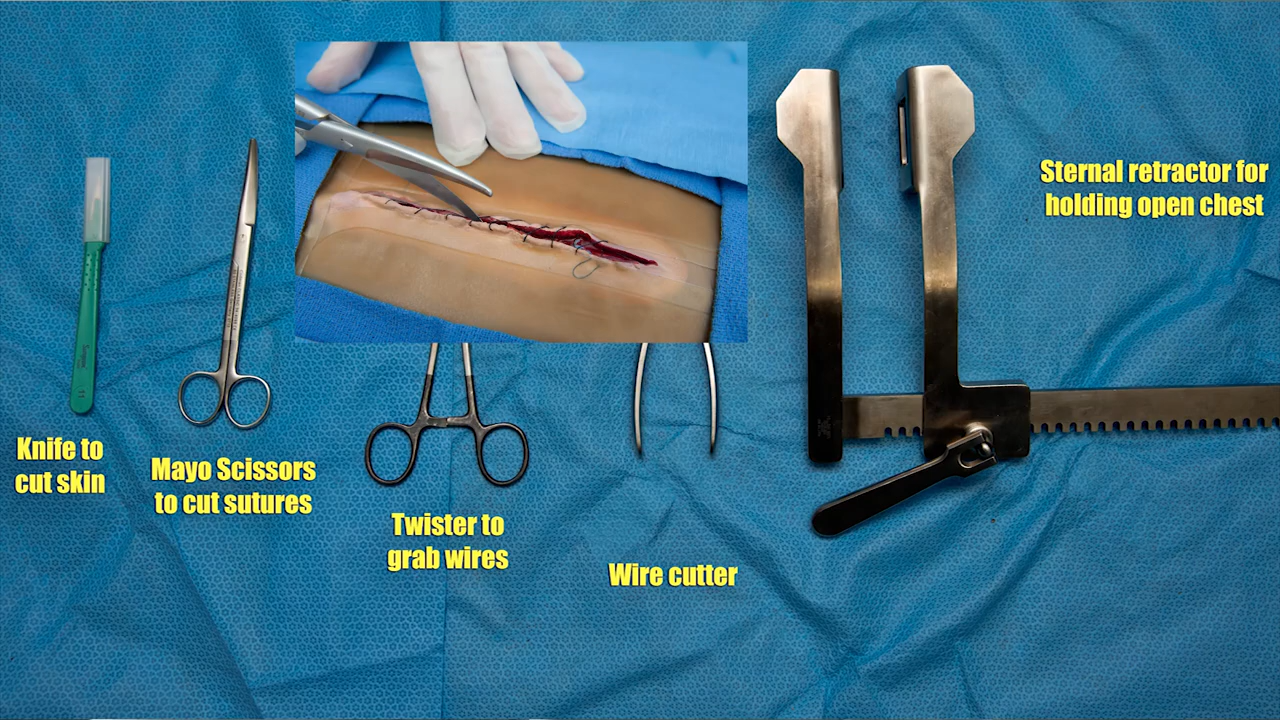 Sternal retractor for
holding open chest
Knife to
cut skin
Mayo Scissors
to cut sutures
Twister to
grab wires
Wire cutter